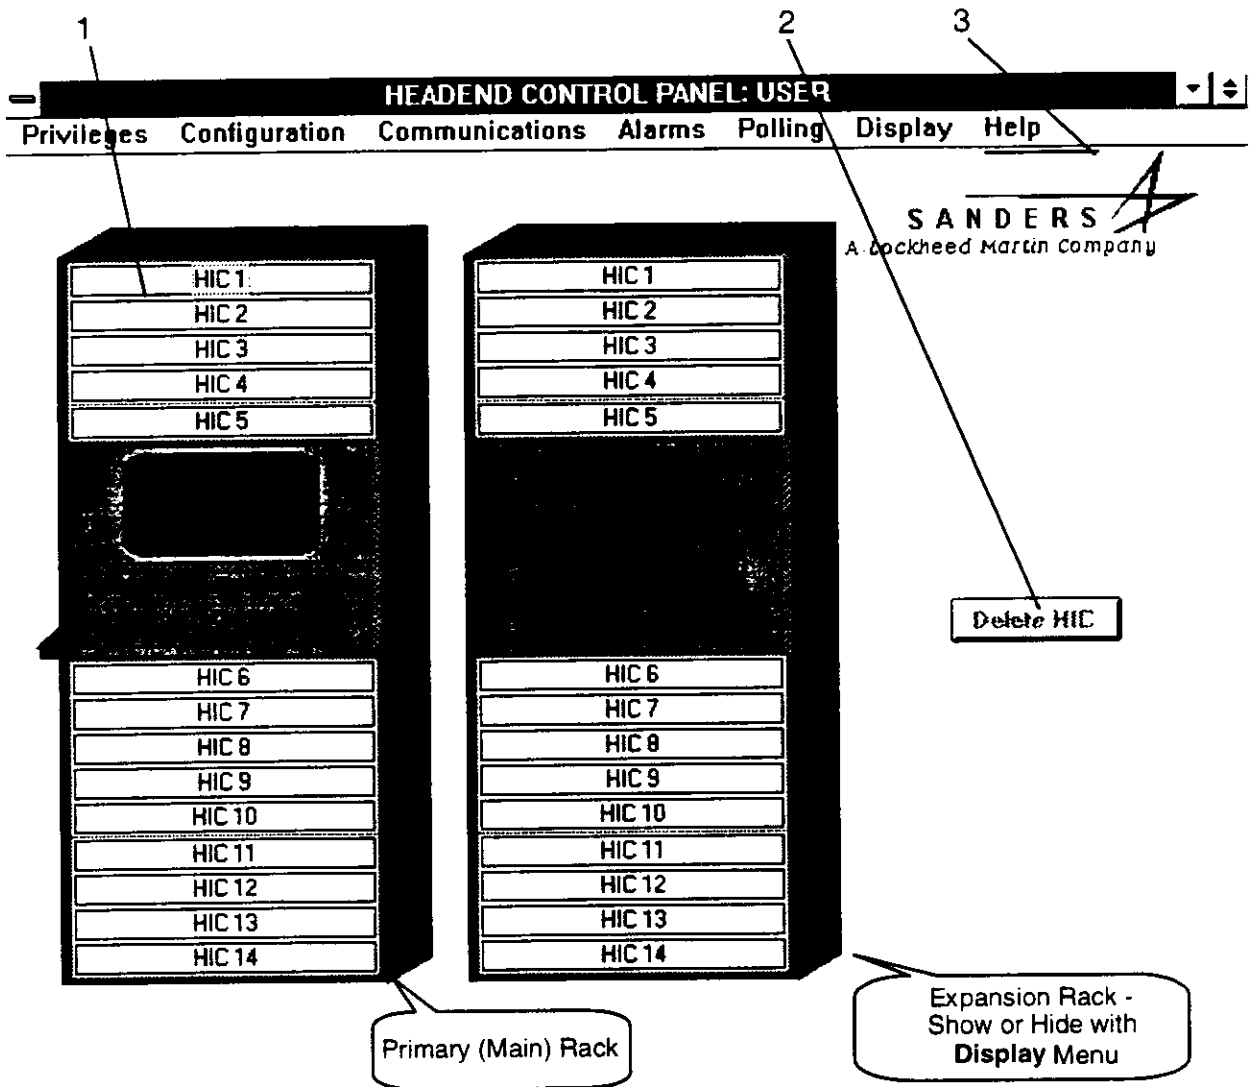 1
2
3
HEADEND CONTROL PANEL: USER
Privileges Configuration Communications Alarms Polling Display Help
SANDERS
A Lockheed Martin Company
HIC 1
HIC 2
HIC 3
HIC 4
HIC 5
HIC 6
HIC 7
HIC 8
HIC 9
HIC 10
HIC 11
HIC 12
HIC 13
HIC 14
HIC 1
HIC 2
HIC 3
HIC 4
HIC 5
HIC 6
HIC 7
HIC 8
HIC 9
HIC 10
HIC 11
HIC 12
HIC 13
HIC 14
Delete HIC
Primary (Main) Rack
Expansion Rack -
Show or Hide with
Display Menu